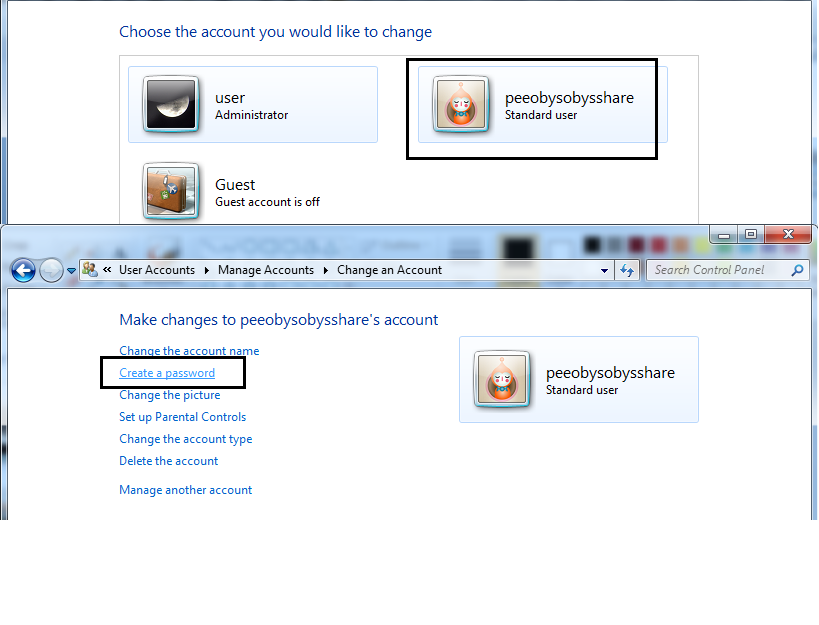 Choose the account you would like to change
user
Administrator
peeobysobysshare
Standard user
Guest
Guest account is off
« User Accounts ▸ Manage Accounts ▸ Change an Account
Search Control Panel
Make changes to peeobysobysshare's account
Change the account name
Create a password
Change the picture
Set up Parental Controls
Change the account type
Delete the account
Manage another account
peeobysobysshare
Standard user